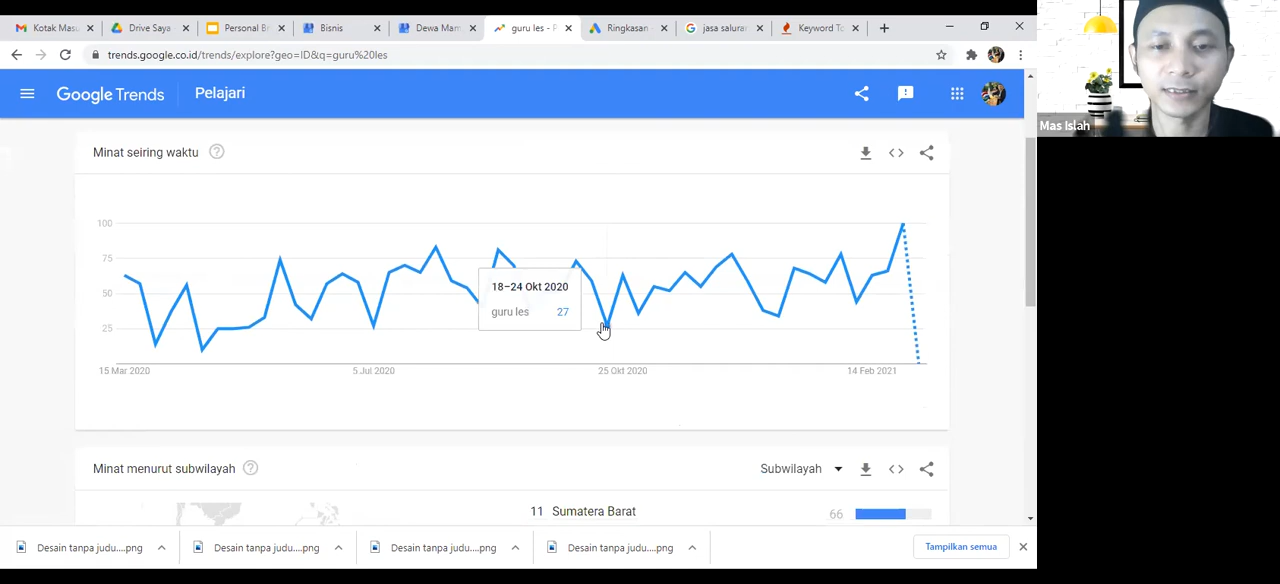 Kotak Masu
Drive Saya
Personal B
Bisnis
Dewa Mam
guru les - P
Ringkasan
jasa saluran
Keyword To
trends.google.co.id/trends/explore?geo=ID&q=guru%20les
Google Trends
Pelajari
Mas Islah
Minat seiring waktu
100
75
50
25
18–24 Okt 2020
guru les 27
15 Mar 2020
5 Jul 2020
25 Okt 2020
14 Feb 2021
Minat menurut subwilayah
Subwilayah
11 Sumatera Barat
66
Desain tanpa judu....png
Desain tanpa judu....png
Desain tanpa judu....png
Desain tanpa judu....png
Tampilkan semua